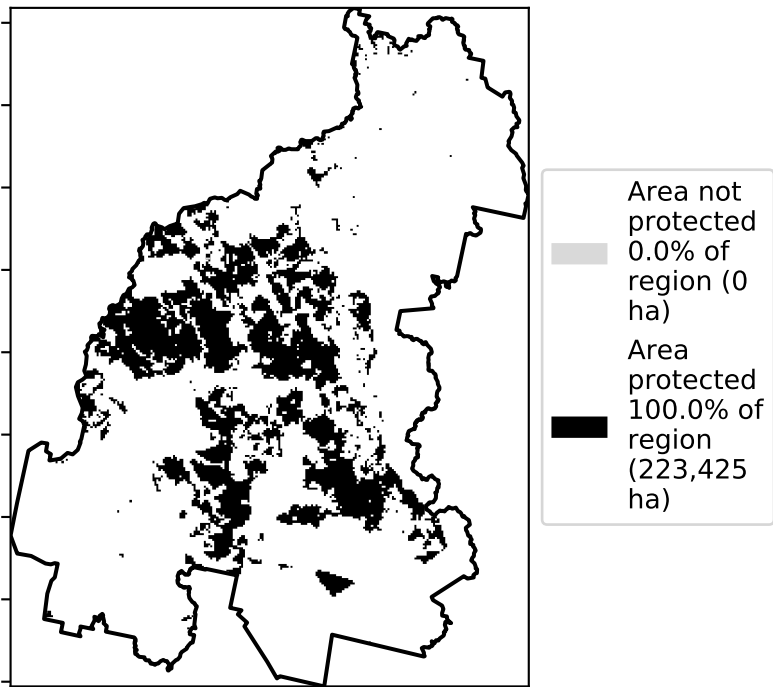 Area not
protected
0.0% of
region (0
ha)
Area
protected
100.0% of
region
(223,425
ha)